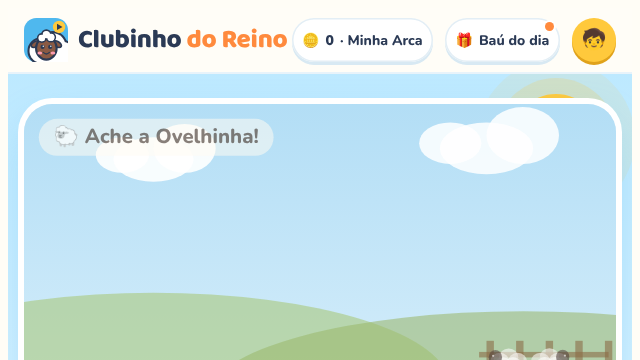 Clubinho do Reino
0 · Minha Arca
Baú do dia
Ache a Ovelhinha!